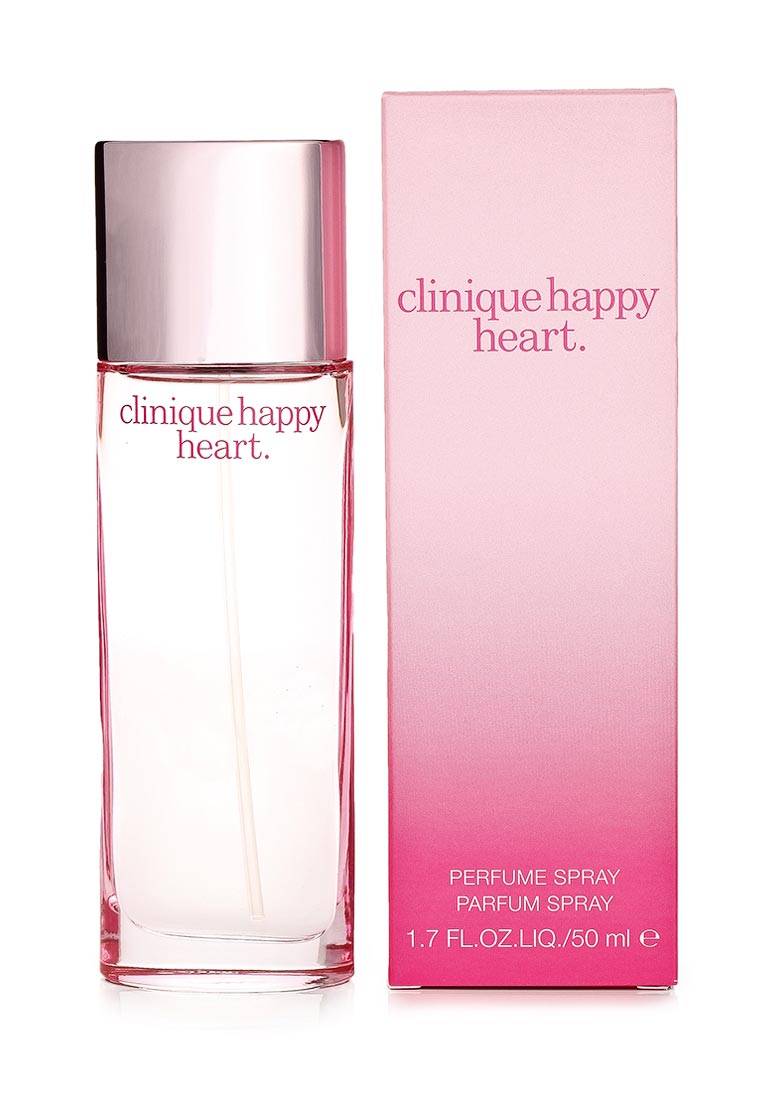 clinique happy
heart.
clinique happy
heart.
PERFUME SPRAY
PARFUM SPRAY
1.7 FL.OZ.LIQ./50 ml ℮